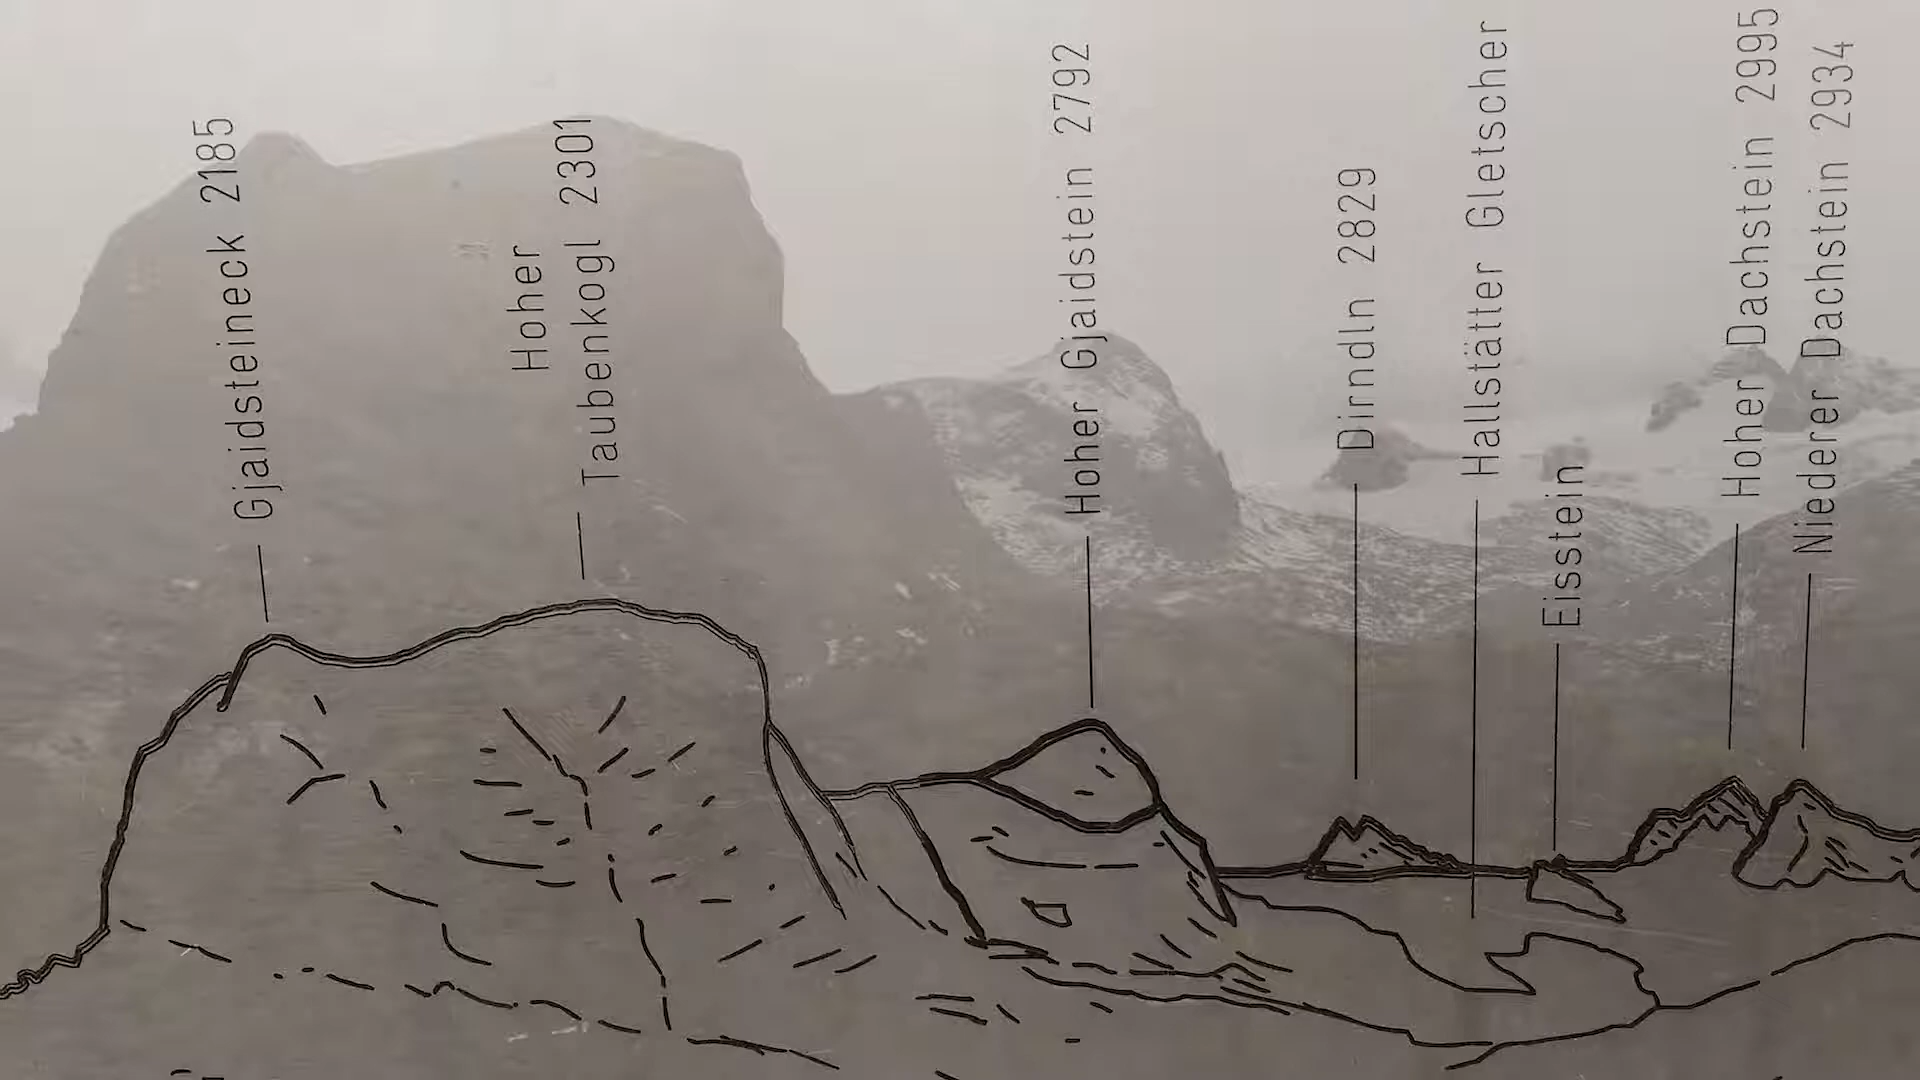 Gjaidsteineck 2185
Hoher
Taubenkogl 2301
Hoher Gjaidstein 2792
Dirndln 2829
Hallstätter Gletscher
Eisstein
Hoher Dachstein 2995
Niederer Dachstein 2934